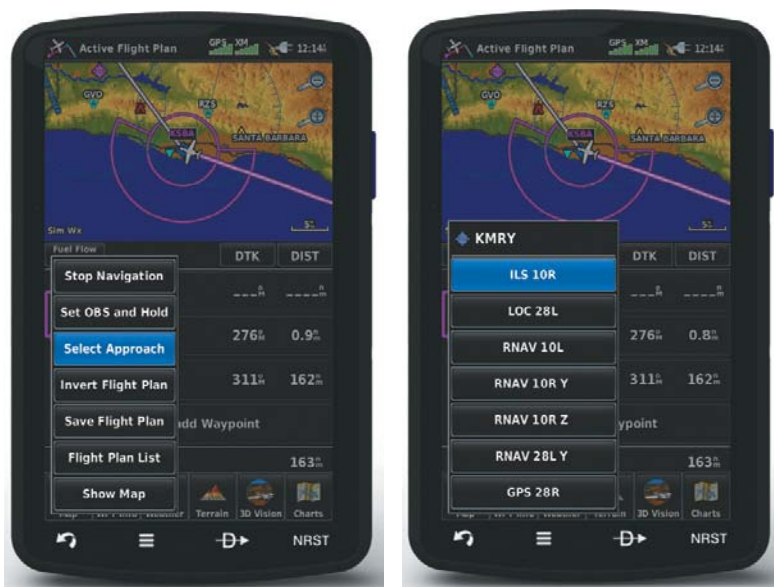 Active Flight Plan GPS XM 12:14
GVO
RZS
KSBA
SANTA BARBARA
Sim Wx
Fuel Flow
DTK DIST
Stop Navigation
Set OBS and Hold
276 0.9
Select Approach
Invert Flight Plan
311 162
Save Flight Plan
add Waypoint
Flight Plan List
163
Show Map
Terrain 3D Vision Charts
D NRST
Active Flight Plan GPS XM 12:14
GVO
RZS
KSBA
SANTA BARBARA
KMRY
DTK DIST
ILS 10R
LOC 28L
276 0.8
RNAV 10L
RNAV 10R Y
311 162
RNAV 10R Z
RNAV 28L Y
163
GPS 28R
3D Vision Charts
D NRST